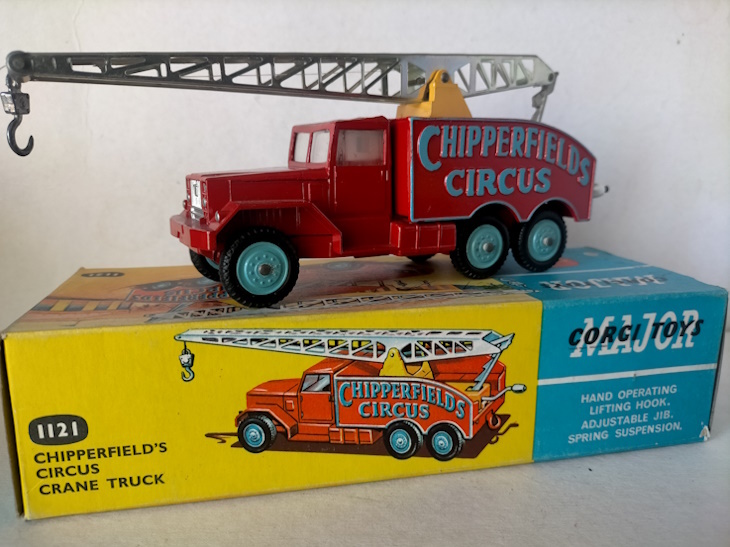 CHIPPERFIELDS
CIRCUS
CORGI TOYS
MAJOR
CHIPPERFIELDS
CIRCUS
HAND OPERATING
LIFTING HOOK.
ADJUSTABLE JIB.
SPRING SUSPENSION.
1121
CHIPPERFIELD'S
CIRCUS
CRANE TRUCK